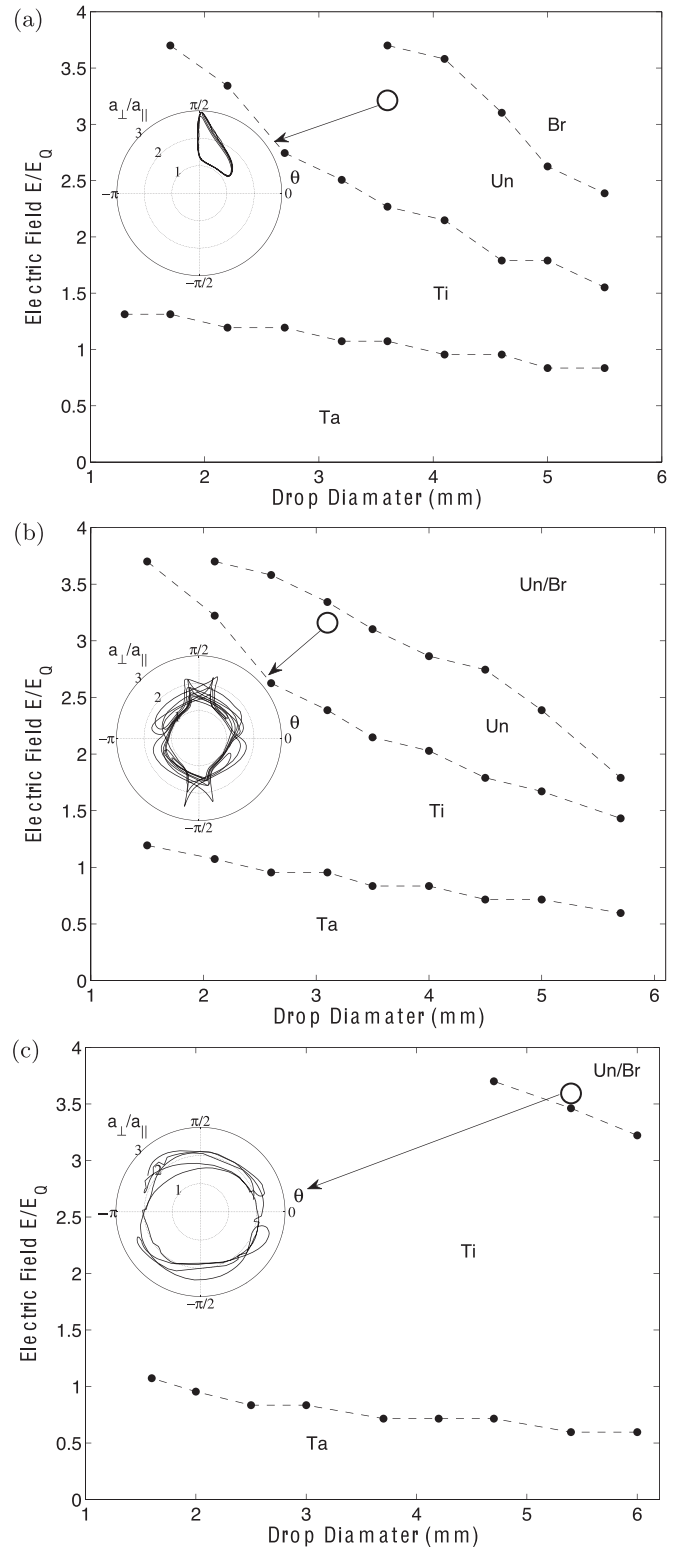 (a)
4
3.5
3
2.5
2
1.5
1
0.5
0
Electric Field E/E_Q
a⊥/a||
π/2
3
2
1
θ
−π
0
−π/2
Br
Un
Ti
Ta
1 2 3 4 5 6
Drop Diamater (mm)
(b)
4
3.5
3
2.5
2
1.5
1
0.5
0
Electric Field E/E_Q
a⊥/a||
π/2
3
2
1
θ
−π
0
−π/2
Un/Br
Un
Ti
Ta
1 2 3 4 5 6
Drop Diamater (mm)
(c)
4
3.5
3
2.5
2
1.5
1
0.5
0
Electric Field E/E_Q
a⊥/a||
π/2
3
2
1
θ
−π
0
−π/2
Un/Br
Ti
Ta
1 2 3 4 5 6
Drop Diamater (mm)